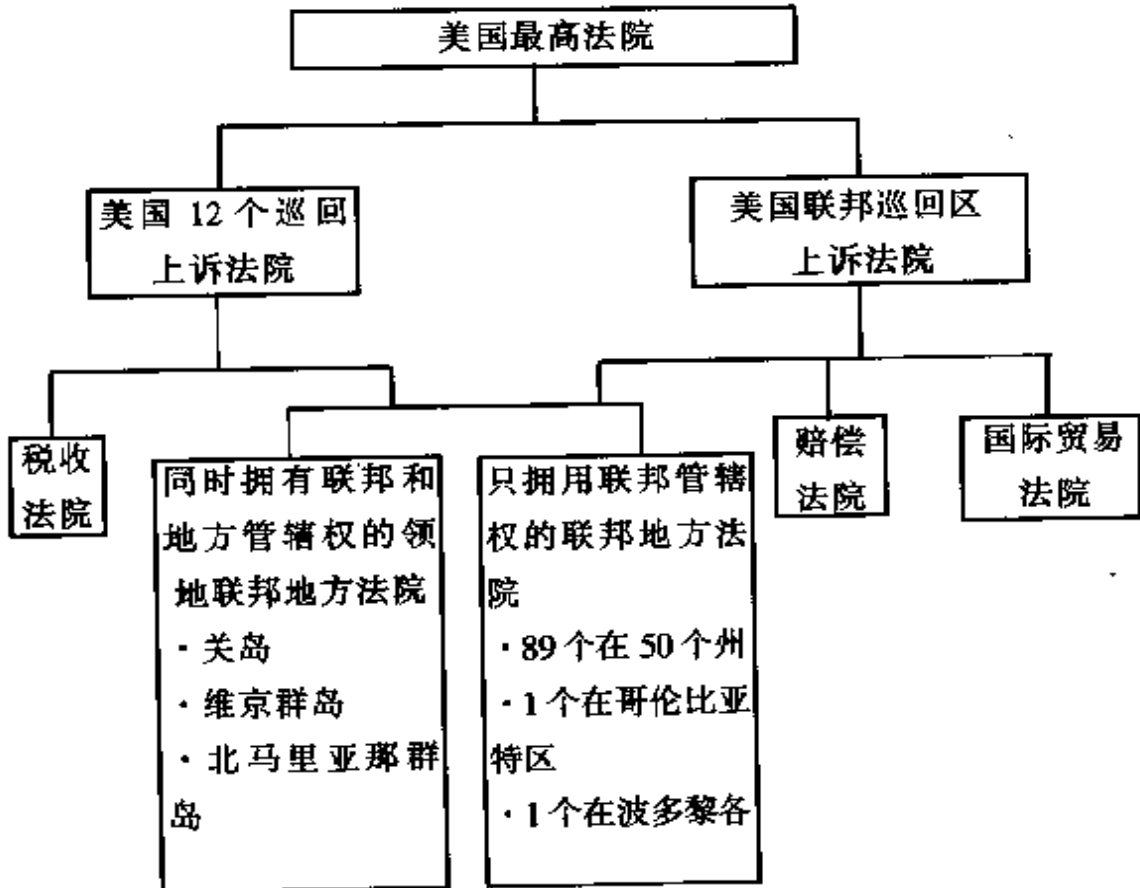 美国最高法院
美国 12 个巡回
上诉法院
美国联邦巡回区
上诉法院
税收
法院
同时拥有联邦和
地方管辖权的领
地联邦地方法院
·关岛
·维京群岛
·北马里亚那群
岛
只拥用联邦管辖
权的联邦地方法
院
·89 个在 50 个州
·1 个在哥伦比亚
特区
·1 个在波多黎各
赔偿
法院
国际贸易
法院